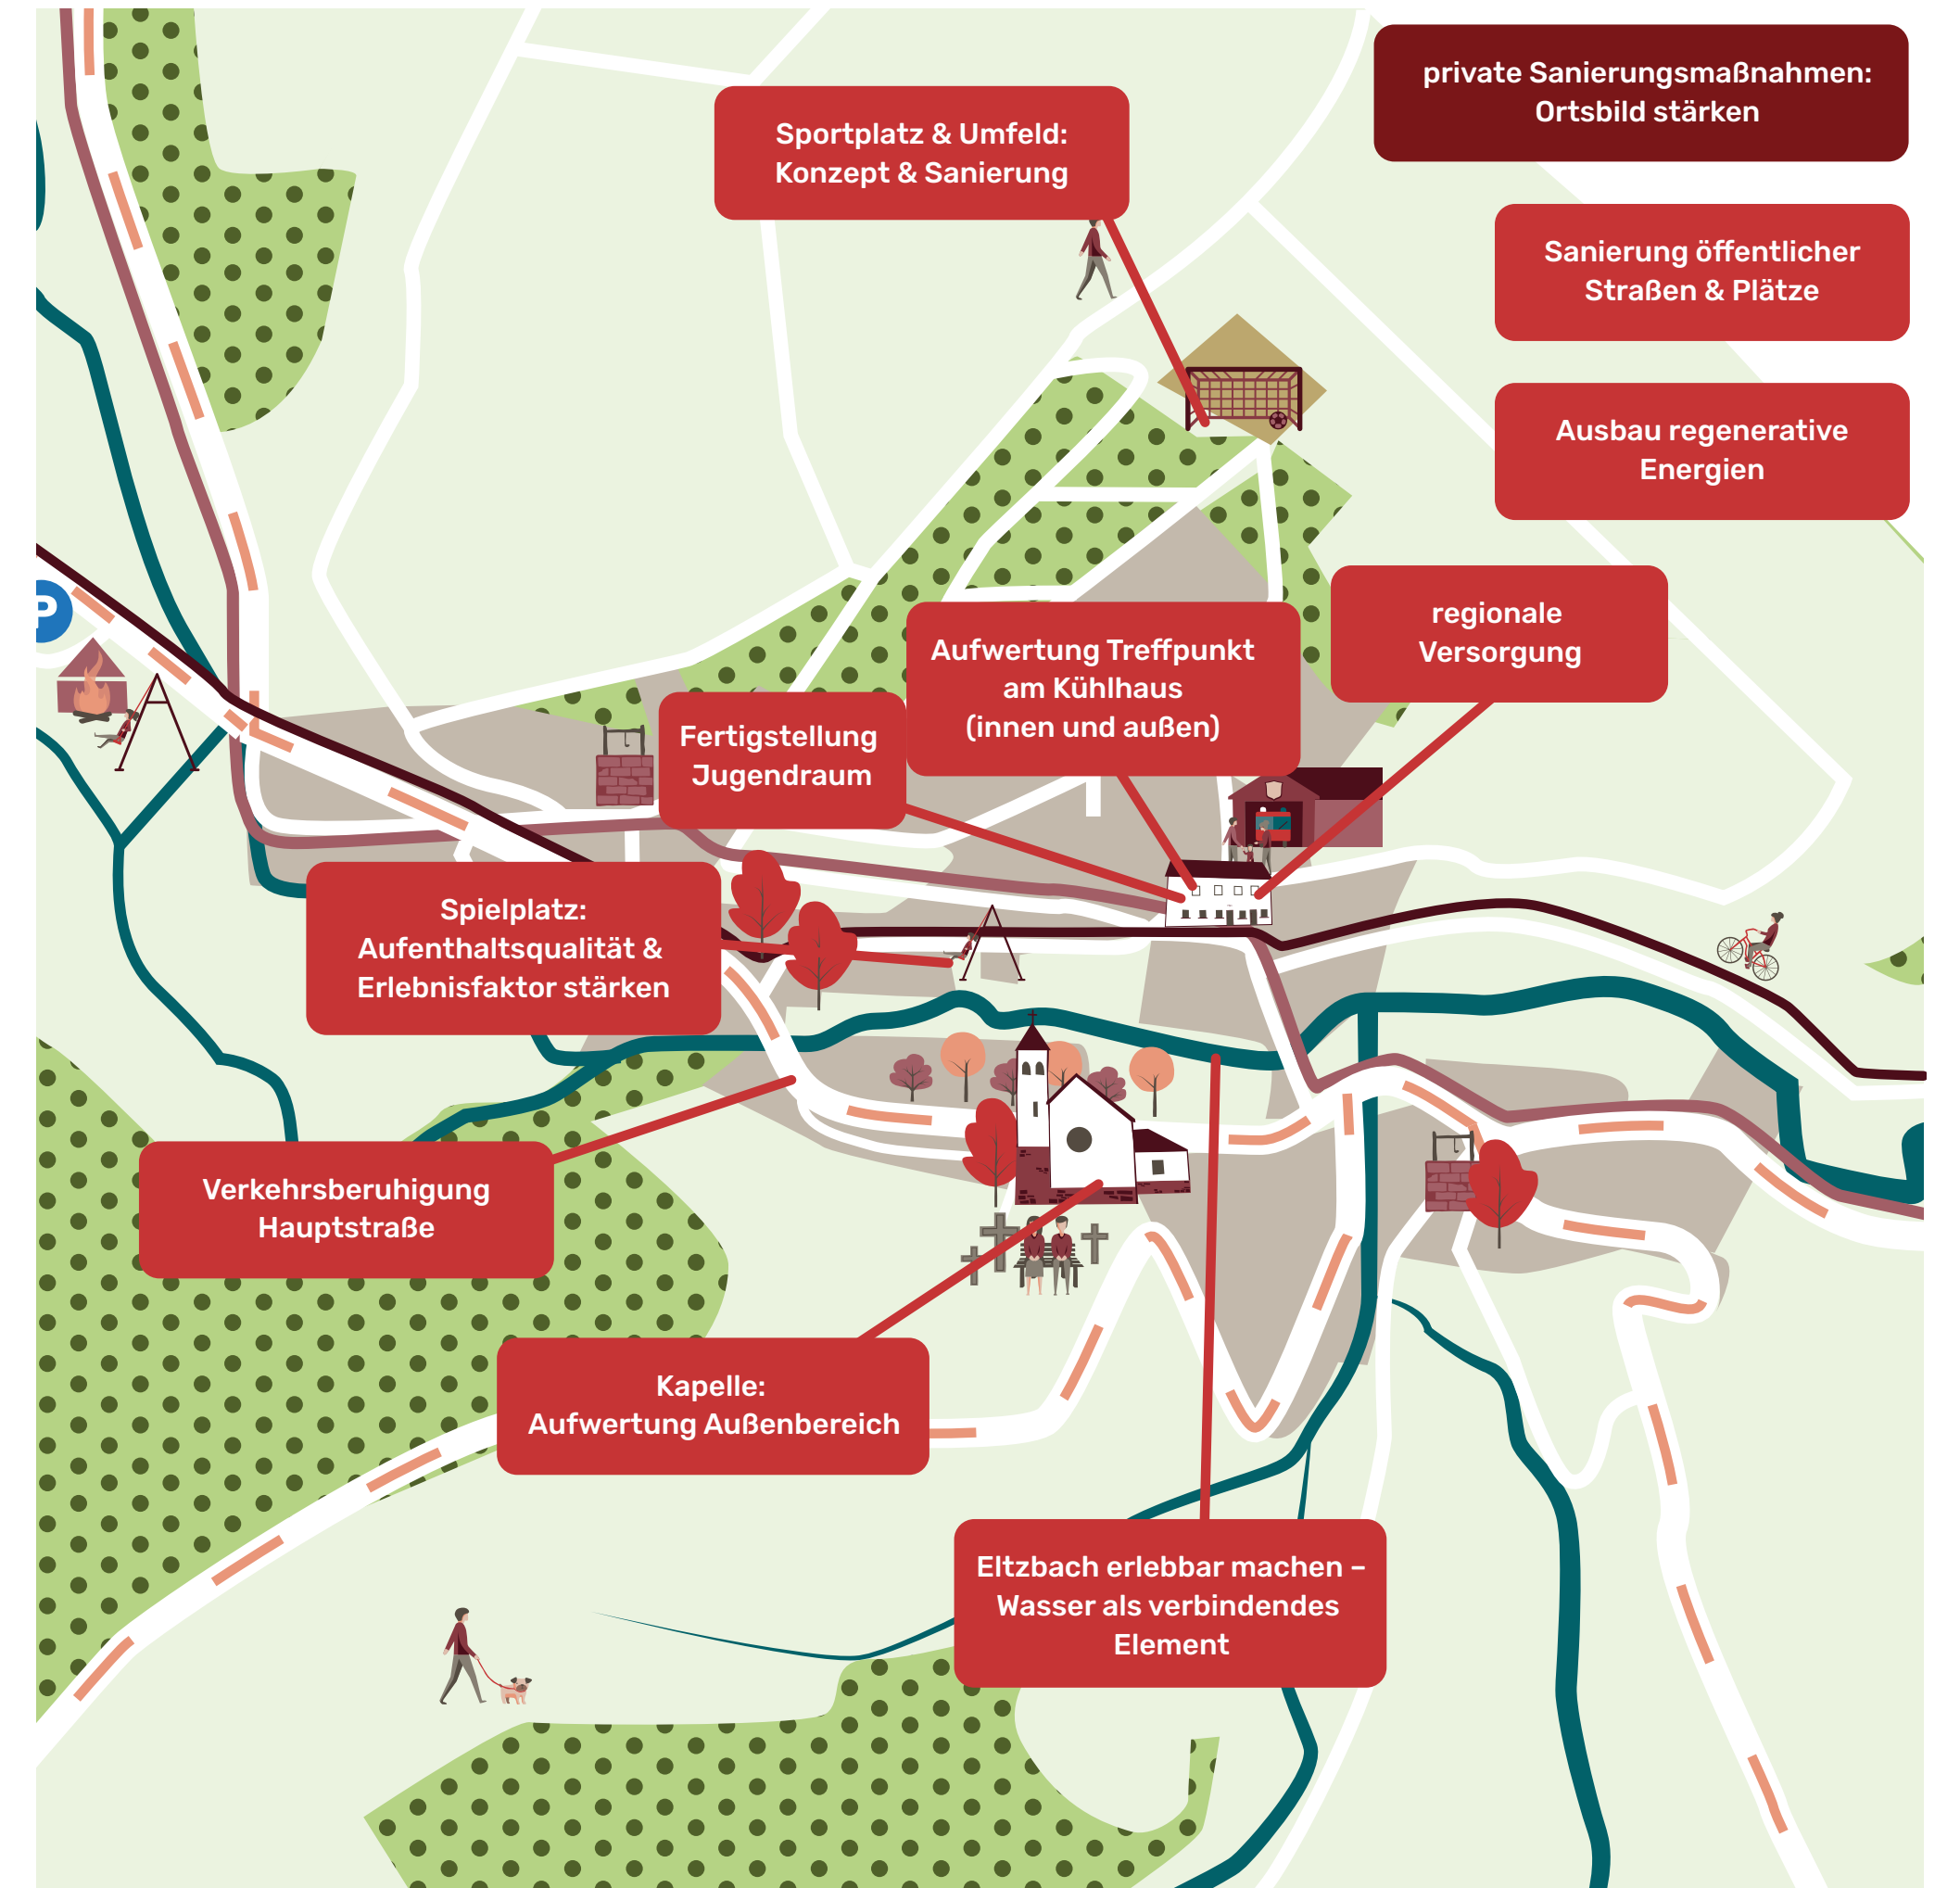 private Sanierungsmaßnahmen:
Ortsbild stärken
Sportplatz & Umfeld:
Konzept & Sanierung
Sanierung öffentlicher
Straßen & Plätze
Ausbau regenerative
Energien
regionale
Versorgung
P
Aufwertung Treffpunkt
am Kühlhaus
(innen und außen)
Fertigstellung
Jugendraum
Spielplatz:
Aufenthaltsqualität &
Erlebnisfaktor stärken
Verkehrsberuhigung
Hauptstraße
Kapelle:
Aufwertung Außenbereich
Eltzbach erlebbar machen –
Wasser als verbindendes
Element